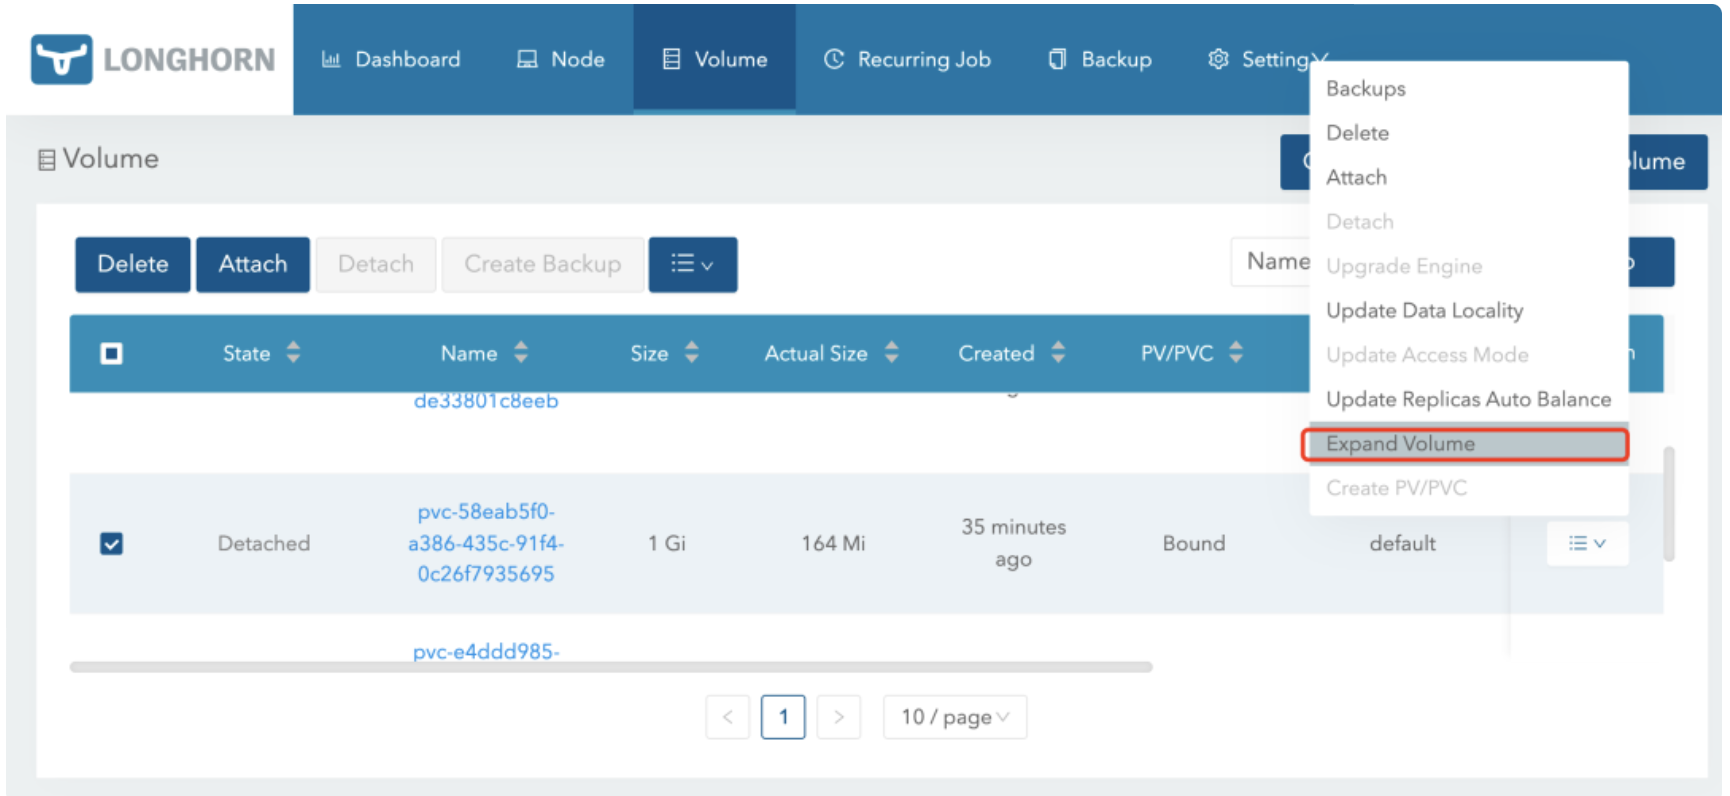 LONGHORN
Dashboard
Node
Volume
Recurring Job
Backup
Setting
Volume
Backups
Delete
Attach
Detach
Upgrade Engine
Update Data Locality
Update Access Mode
Update Replicas Auto Balance
Expand Volume
Create PV/PVC
Delete
Attach
Detach
Create Backup
Name
State
Name
Size
Actual Size
Created
PV/PVC
de33801c8eeb
Detached
pvc-58eab5f0-
a386-435c-91f4-
0c26f7935695
1 Gi
164 Mi
35 minutes
ago
Bound
default
pvc-e4ddd985-
<
1
>
10 / page